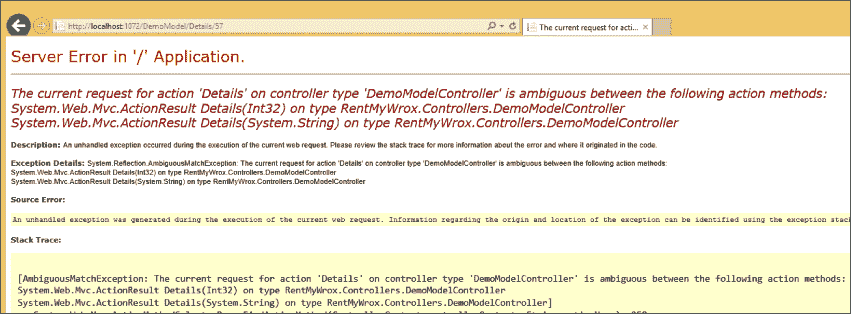 http://localhost:1072/DemoModel/Details/57
The current request for acti...
Server Error in '/' Application.
The current request for action 'Details' on controller type 'DemoModelController' is ambiguous between the following action methods:
System.Web.Mvc.ActionResult Details(Int32) on type RentMyWrox.Controllers.DemoModelController
System.Web.Mvc.ActionResult Details(System.String) on type RentMyWrox.Controllers.DemoModelController
Description: An unhandled exception occurred during the execution of the current web request. Please review the stack trace for more information about the error and where it originated in the code.
Exception Details: System.Reflection.AmbiguousMatchException: The current request for action 'Details' on controller type 'DemoModelController' is ambiguous between the following action methods:
System.Web.Mvc.ActionResult Details(Int32) on type RentMyWrox.Controllers.DemoModelController
System.Web.Mvc.ActionResult Details(System.String) on type RentMyWrox.Controllers.DemoModelController
Source Error:
An unhandled exception was generated during the execution of the current web request. Information regarding the origin and location of the exception can be identified using the exception stack
Stack Trace:
[AmbiguousMatchException: The current request for action 'Details' on controller type 'DemoModelController' is ambiguous between the following action methods:
System.Web.Mvc.ActionResult Details(Int32) on type RentMyWrox.Controllers.DemoModelController
System.Web.Mvc.ActionResult Details(System.String) on type RentMyWrox.Controllers.DemoModelController]